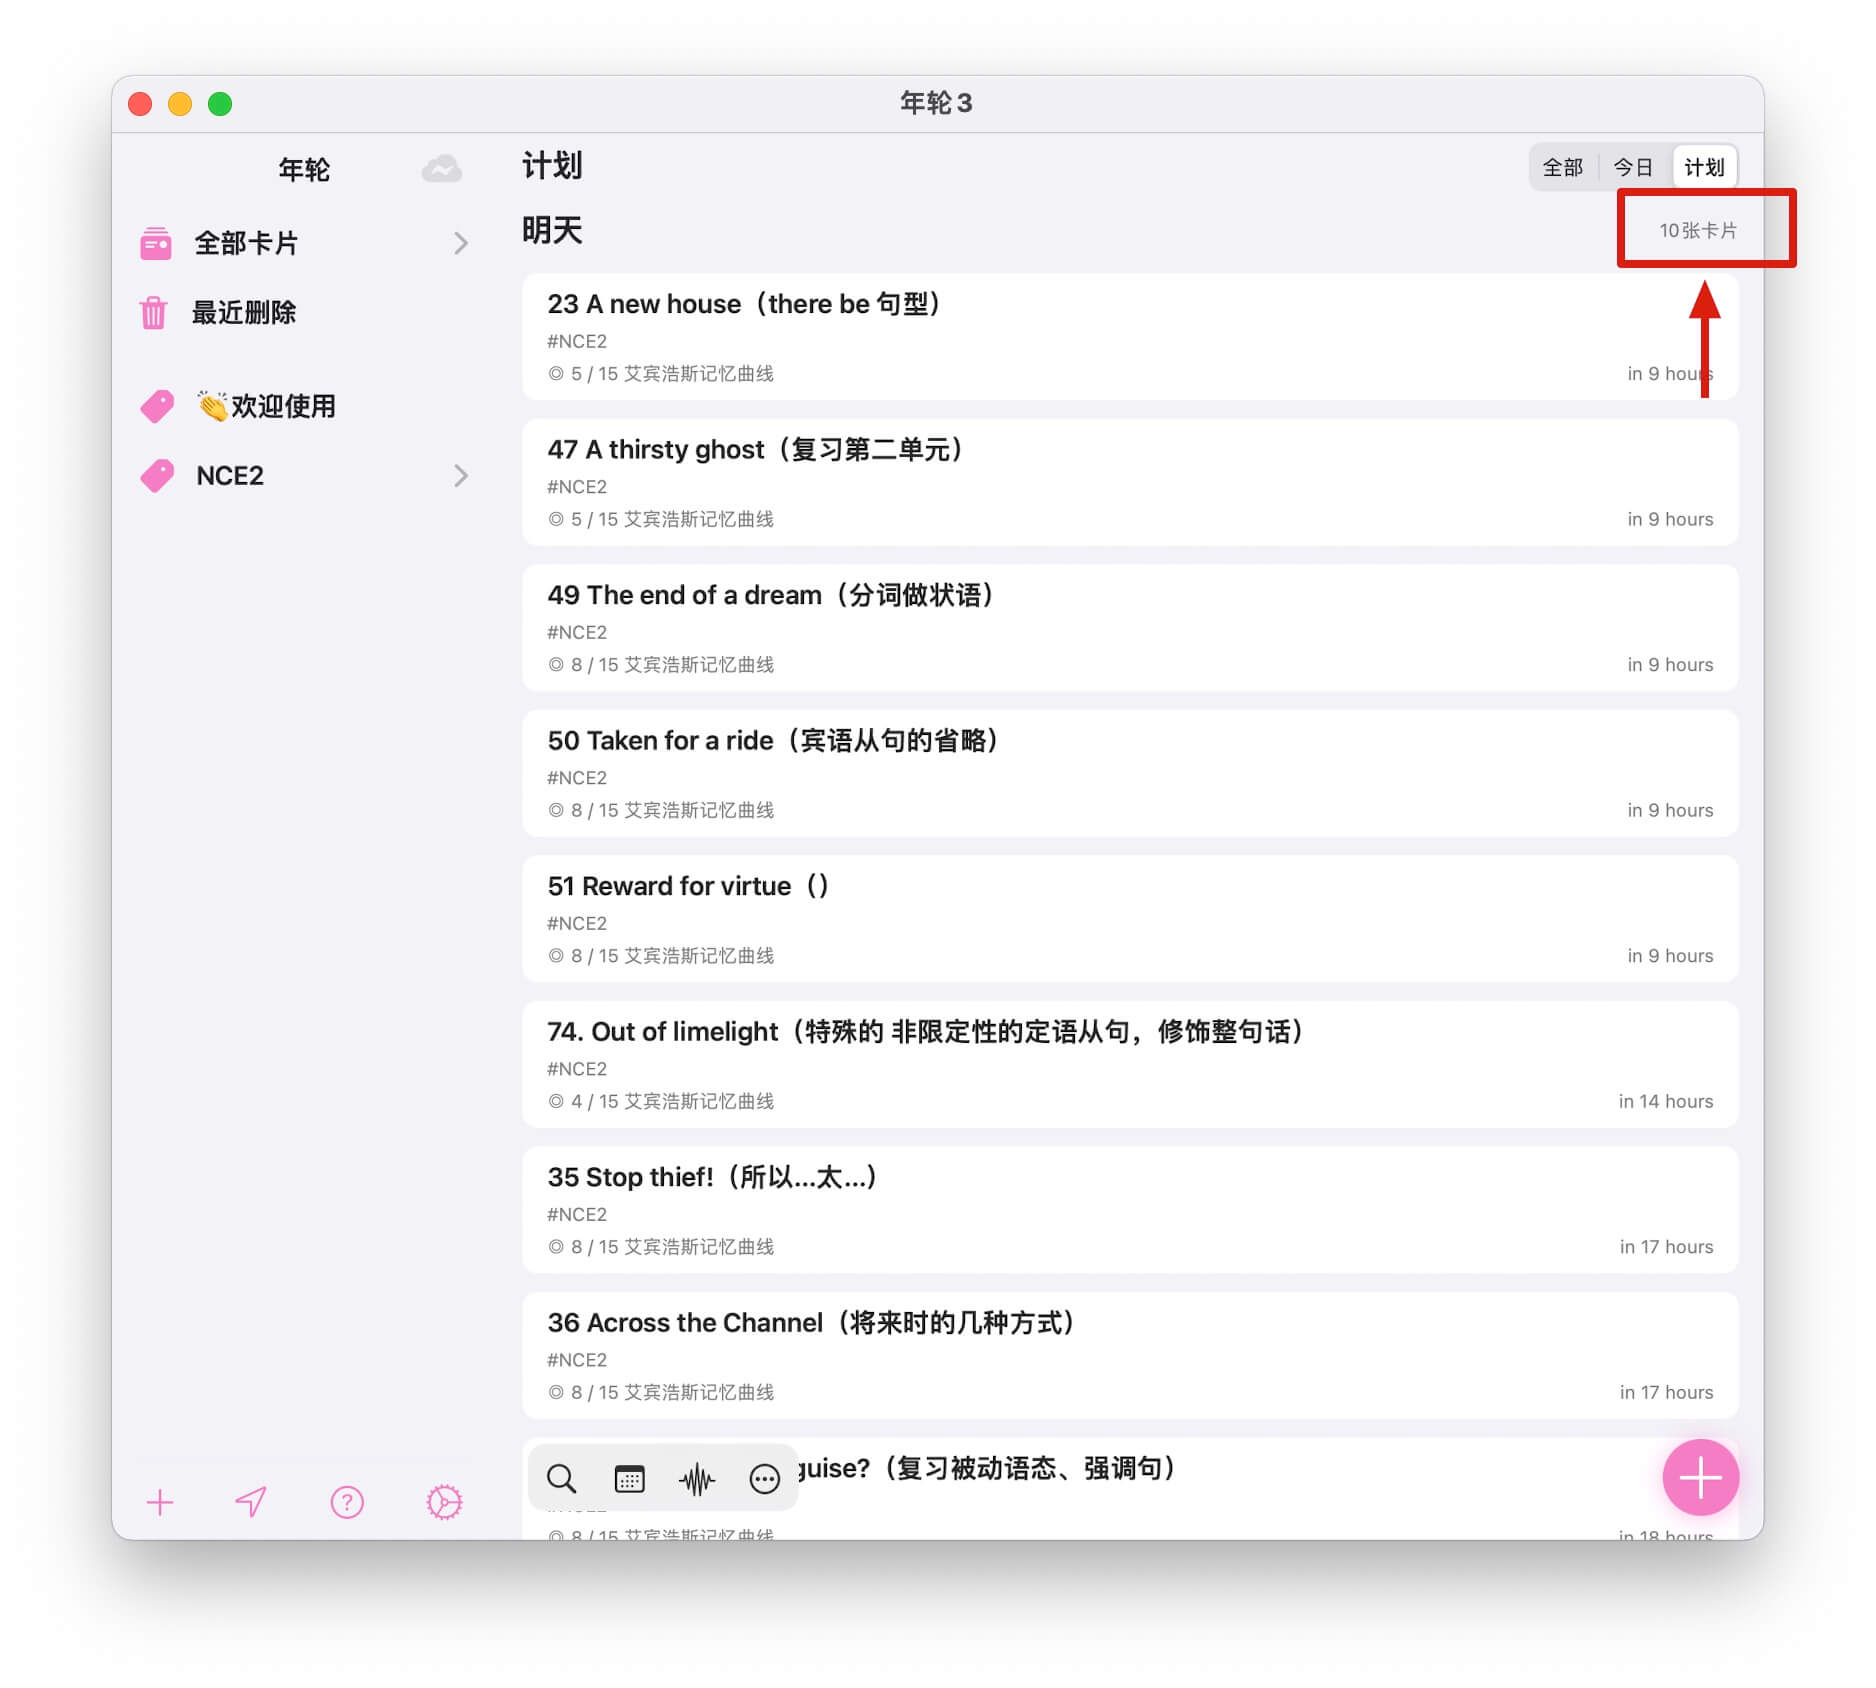 年轮3
年轮
全部卡片
最近删除
👏欢迎使用
NCE2
计划
全部 今日 计划
明天
10张卡片
23 A new house（there be 句型）
#NCE2
◎ 5 / 15 艾宾浩斯记忆曲线
in 9 hours
47 A thirsty ghost（复习第二单元）
#NCE2
◎ 5 / 15 艾宾浩斯记忆曲线
in 9 hours
49 The end of a dream（分词做状语）
#NCE2
◎ 8 / 15 艾宾浩斯记忆曲线
in 9 hours
50 Taken for a ride（宾语从句的省略）
#NCE2
◎ 8 / 15 艾宾浩斯记忆曲线
in 9 hours
51 Reward for virtue（）
#NCE2
◎ 8 / 15 艾宾浩斯记忆曲线
in 9 hours
74. Out of limelight（特殊的 非限定性的定语从句，修饰整句话）
#NCE2
◎ 4 / 15 艾宾浩斯记忆曲线
in 14 hours
35 Stop thief!（所以...太...）
#NCE2
◎ 8 / 15 艾宾浩斯记忆曲线
in 17 hours
36 Across the Channel（将来时的几种方式）
#NCE2
◎ 8 / 15 艾宾浩斯记忆曲线
in 17 hours
guise?（复习被动语态、强调句）
◎ 8 / 15 艾宾浩斯记忆曲线
in 18 hours